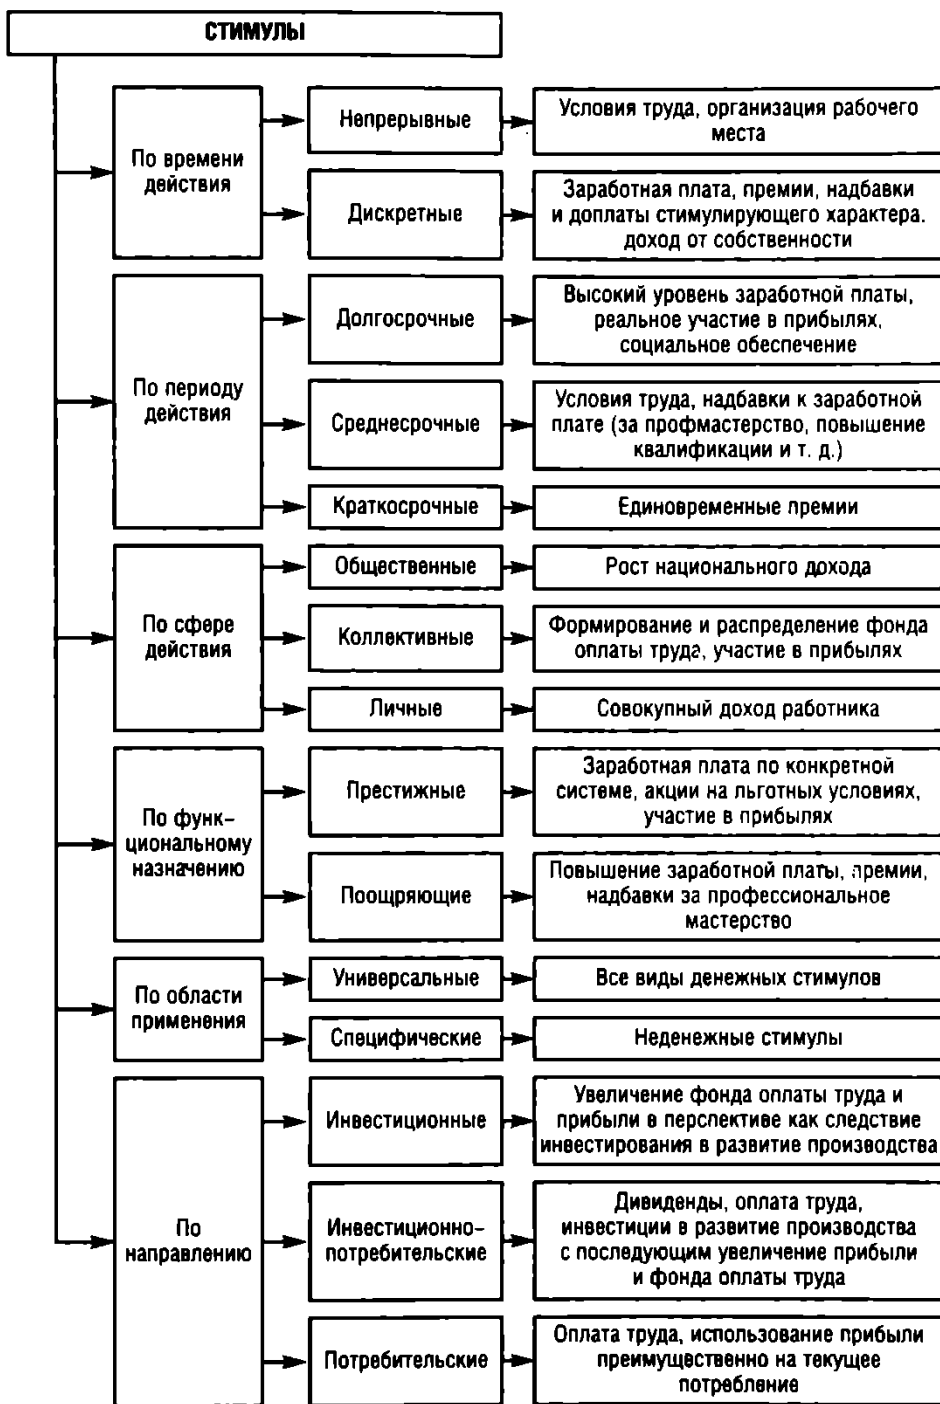 СТИМУЛЫ
По времени
действия
Непрерывные
Условия труда, организация рабочего
места
Дискретные
Заработная плата, премии, надбавки
и доплаты стимулирующего характера.
доход от собственности
По периоду
действия
Долгосрочные
Высокий уровень заработной платы,
реальное участие в прибылях,
социальное обеспечение
Среднесрочные
Условия труда, надбавки к заработной
плате (за профмастерство, повышение
квалификации и т. д.)
Краткосрочные
Единовременные премии
По сфере
действия
Общественные
Рост национального дохода
Коллективные
Формирование и распределение фонда
оплаты труда, участие в прибылях
Личные
Совокупный доход работника
По функ-
циональному
назначению
Престижные
Заработная плата по конкретной
системе, акции на льготных условиях,
участие в прибылях
Поощряющие
Повышение заработной платы, премии,
надбавки за профессиональное
мастерство
По области
применения
Универсальные
Все виды денежных стимулов
Специфические
Неденежные стимулы
По
направлению
Инвестиционные
Увеличение фонда оплаты труда и
прибыли в перспективе как следствие
инвестирования в развитие производства
Инвестиционно-
потребительские
Дивиденды, оплата труда,
инвестиции в развитие производства
с последующим увеличение прибыли
и фонда оплаты труда
Потребительские
Оплата труда, использование прибыли
преимущественно на текущее
потребление